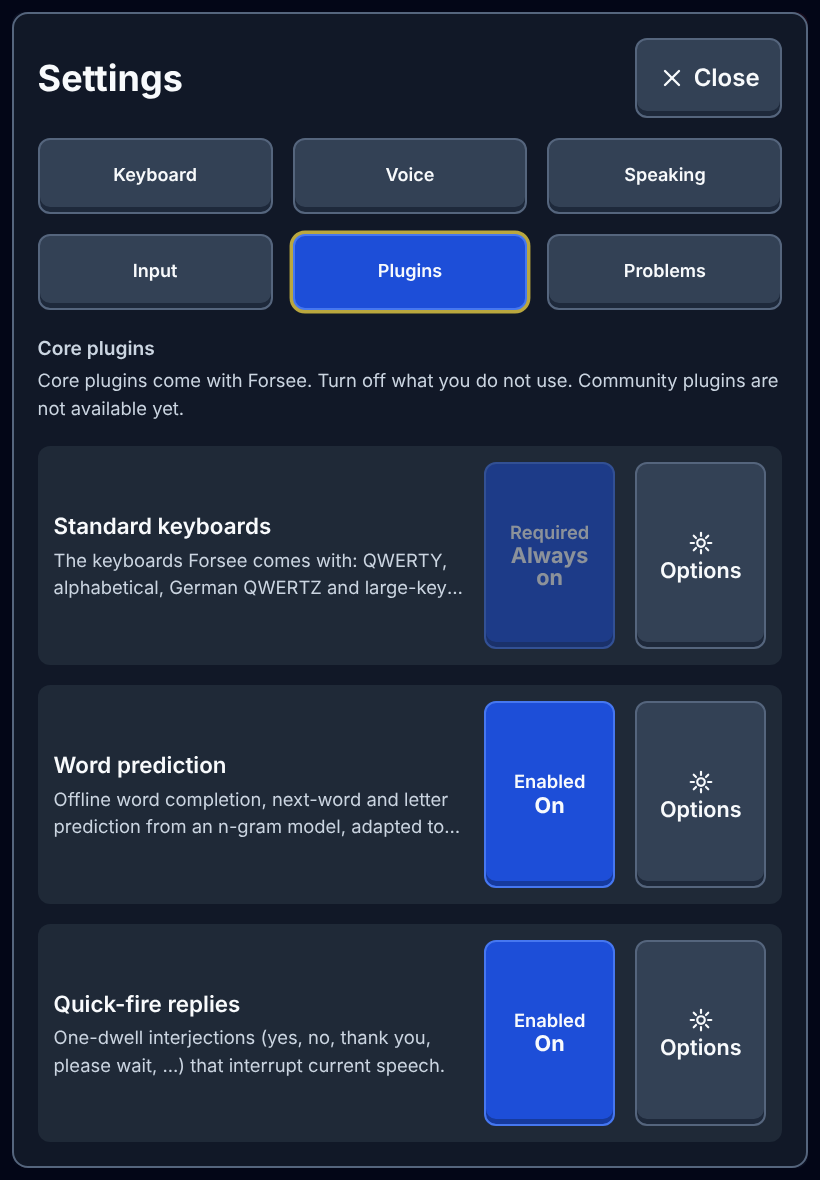 Settings
Close
Keyboard
Voice
Speaking
Input
Plugins
Problems
Core plugins
Core plugins come with Forsee. Turn off what you do not use. Community plugins are
not available yet.
Standard keyboards
The keyboards Forsee comes with: QWERTY,
alphabetical, German QWERTZ and large-key...
Required
Always
on
Options
Word prediction
Offline word completion, next-word and letter
prediction from an n-gram model, adapted to...
Enabled
On
Options
Quick-fire replies
One-dwell interjections (yes, no, thank you,
please wait, ...) that interrupt current speech.
Enabled
On
Options